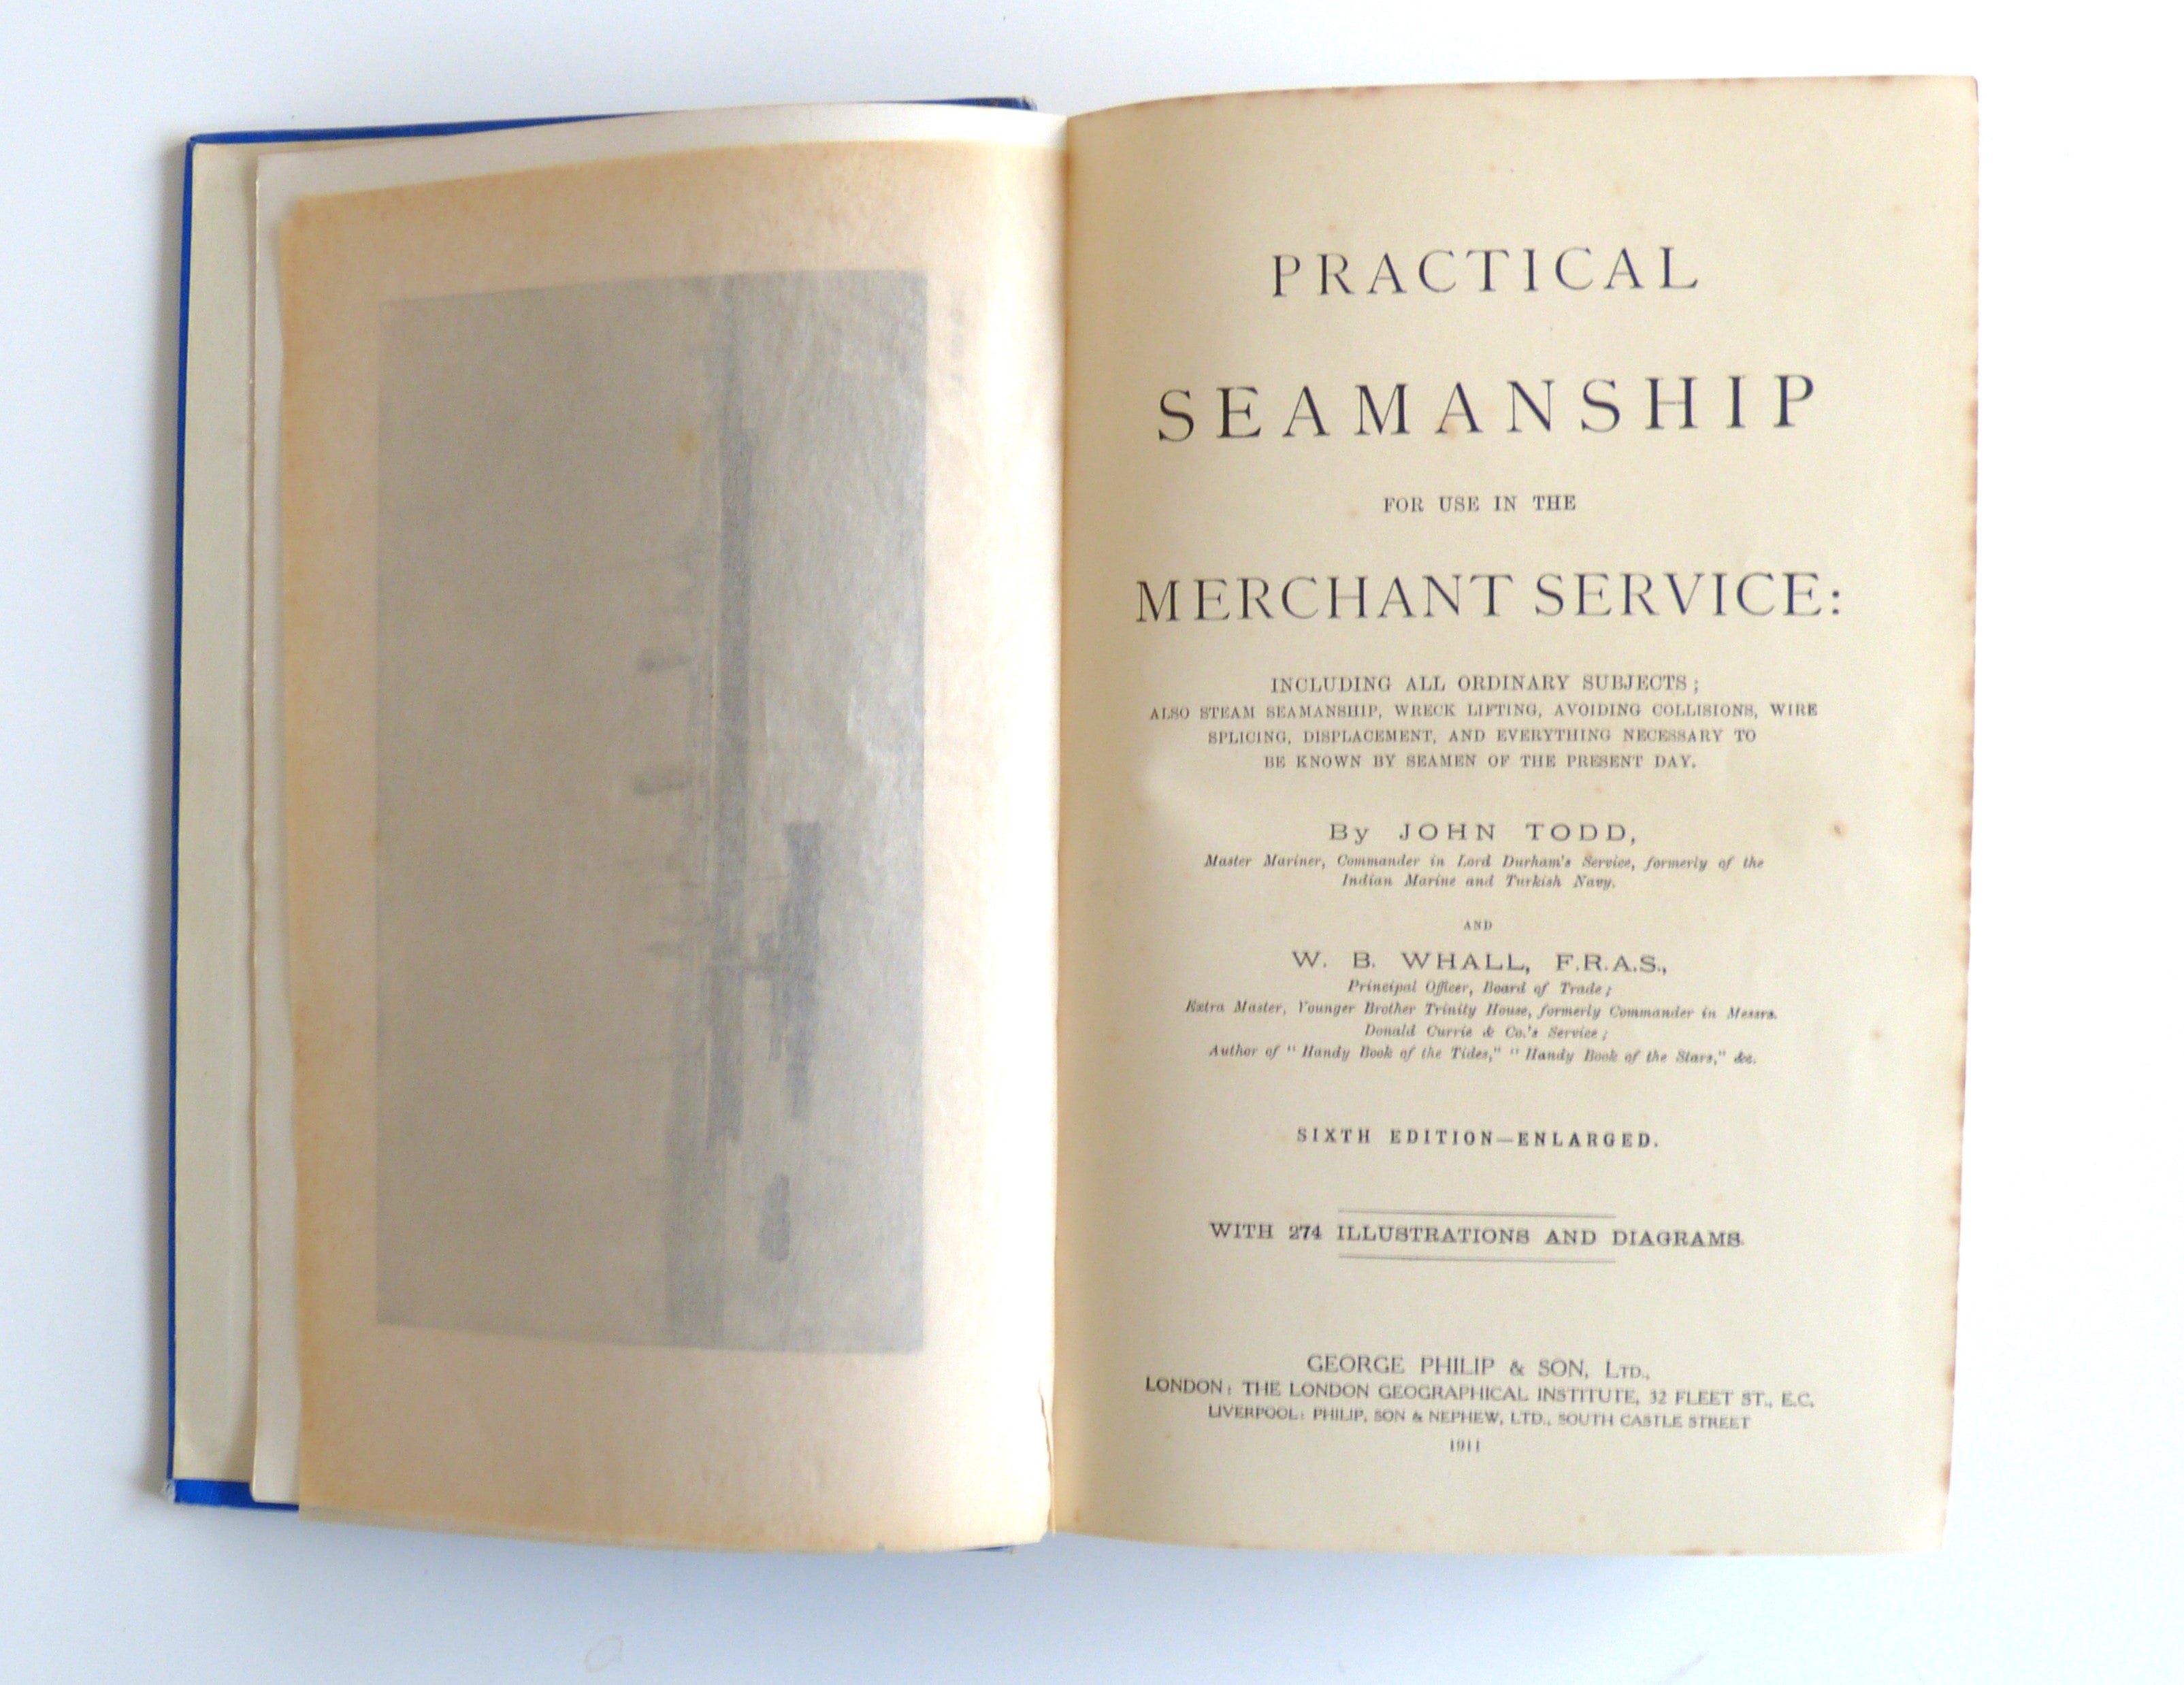 PRACTICAL
SEAMANSHIP
FOR USE IN THE
MERCHANT SERVICE:
INCLUDING ALL ORDINARY SUBJECTS;
ALSO STEAM SEAMANSHIP, WRECK LIFTING, AVOIDING COLLISIONS, WIRE
SPLICING, DISPLACEMENT, AND EVERYTHING NECESSARY TO
BE KNOWN BY SEAMEN OF THE PRESENT DAY.
By JOHN TODD,
Master Mariner, Commander in Lord Durham's Service, formerly of the
Indian Marine and Turkish Navy.
AND
W. B. WHALL, F.R.A.S.,
Principal Officer, Board of Trade;
Extra Master, Younger Brother Trinity House, formerly Commander in Messrs.
Donald Currie & Co.'s Service;
Author of "Handy Book of the Tides," "Handy Book of the Stars," &c.
SIXTH EDITION—ENLARGED.
WITH 274 ILLUSTRATIONS AND DIAGRAMS.
GEORGE PHILIP & SON, LTD.,
LONDON: THE LONDON GEOGRAPHICAL INSTITUTE, 32 FLEET ST., E.C.
LIVERPOOL: PHILIP, SON & NEPHEW, LTD., SOUTH CASTLE STREET
1911